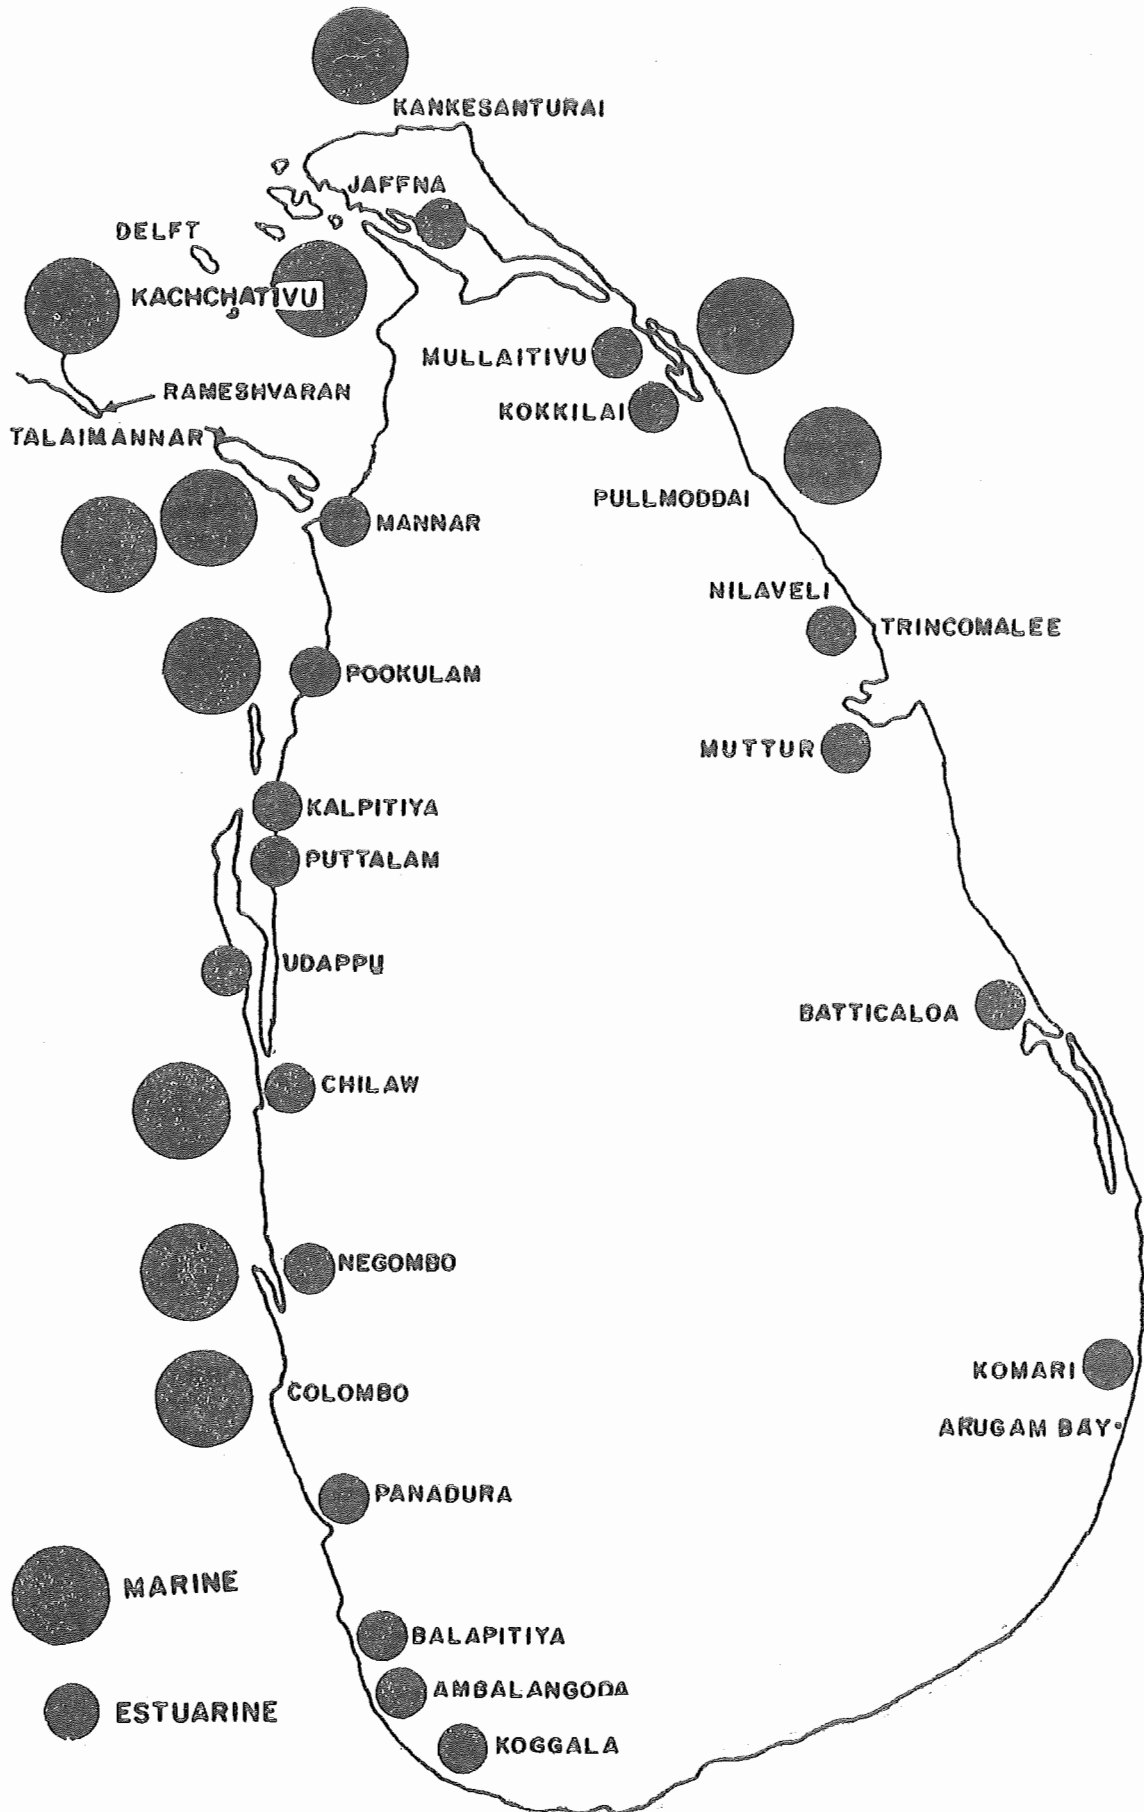 KANKESANTURAI
JAFFNA
DELFT
KACHCHATIVU
MULLAITIVU
RAMESHVARAN
KOKKILAI
TALAIMANNAR
PULLMODDAI
MANNAR
NILAVELI
TRINCOMALEE
POOKULAM
MUTTUR
KALPITIYA
PUTTALAM
UDAPPU
BATTICALOA
CHILAW
NEGOMBO
KOMARI
COLOMBO
ARUGAM BAY
PANADURA
MARINE
BALAPITIYA
AMBALANGODA
ESTUARINE
KOGGALA